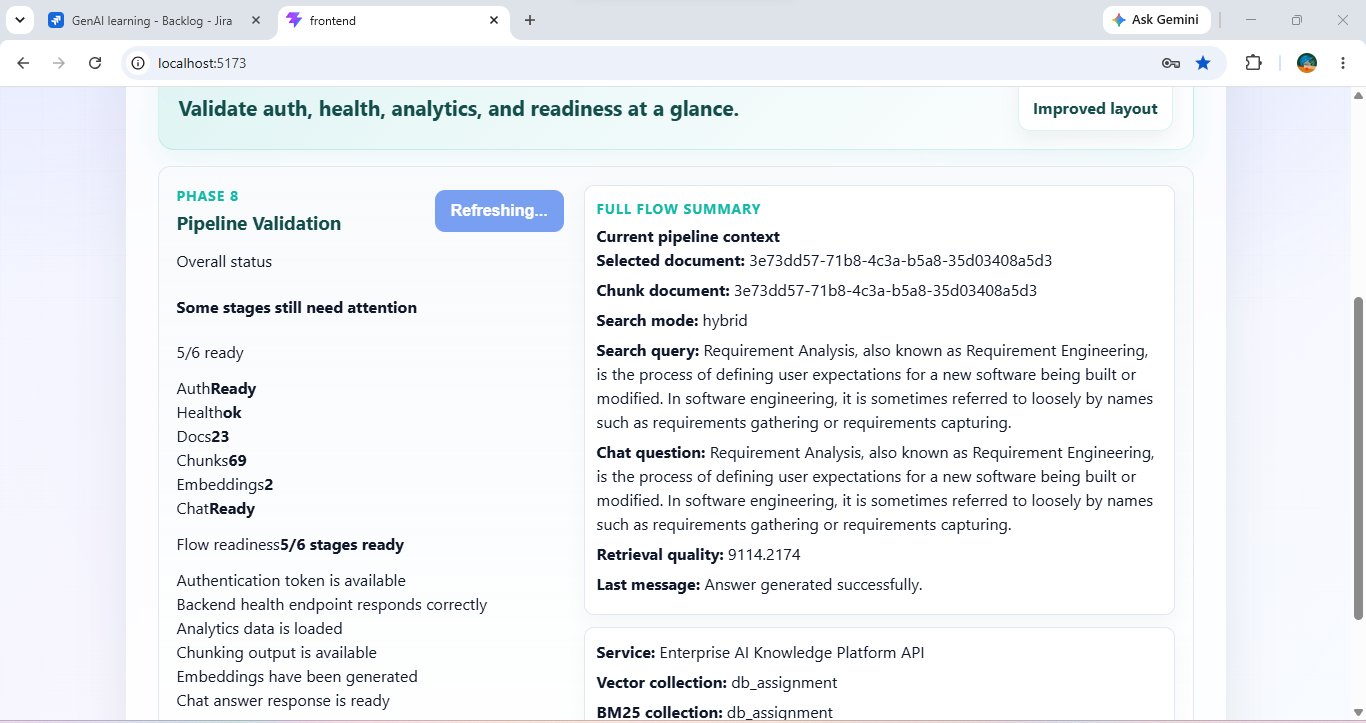 GenAI learning - Backlog - Jira
frontend
Ask Gemini
localhost:5173
Validate auth, health, analytics, and readiness at a glance.
Improved layout
PHASE 8
Pipeline Validation
Refreshing...
Overall status
Some stages still need attention
5/6 ready
AuthReady
Healthok
Docs23
Chunks69
Embeddings2
ChatReady
Flow readiness5/6 stages ready
Authentication token is available
Backend health endpoint responds correctly
Analytics data is loaded
Chunking output is available
Embeddings have been generated
Chat answer response is ready
FULL FLOW SUMMARY
Current pipeline context
Selected document: 3e73dd57-71b8-4c3a-b5a8-35d03408a5d3
Chunk document: 3e73dd57-71b8-4c3a-b5a8-35d03408a5d3
Search mode: hybrid
Search query: Requirement Analysis, also known as Requirement Engineering,
is the process of defining user expectations for a new software being built or
modified. In software engineering, it is sometimes referred to loosely by names
such as requirements gathering or requirements capturing.
Chat question: Requirement Analysis, also known as Requirement Engineering,
is the process of defining user expectations for a new software being built or
modified. In software engineering, it is sometimes referred to loosely by names
such as requirements gathering or requirements capturing.
Retrieval quality: 9114.2174
Last message: Answer generated successfully.
Service: Enterprise AI Knowledge Platform API
Vector collection: db_assignment
BM25 collection: db_assignment